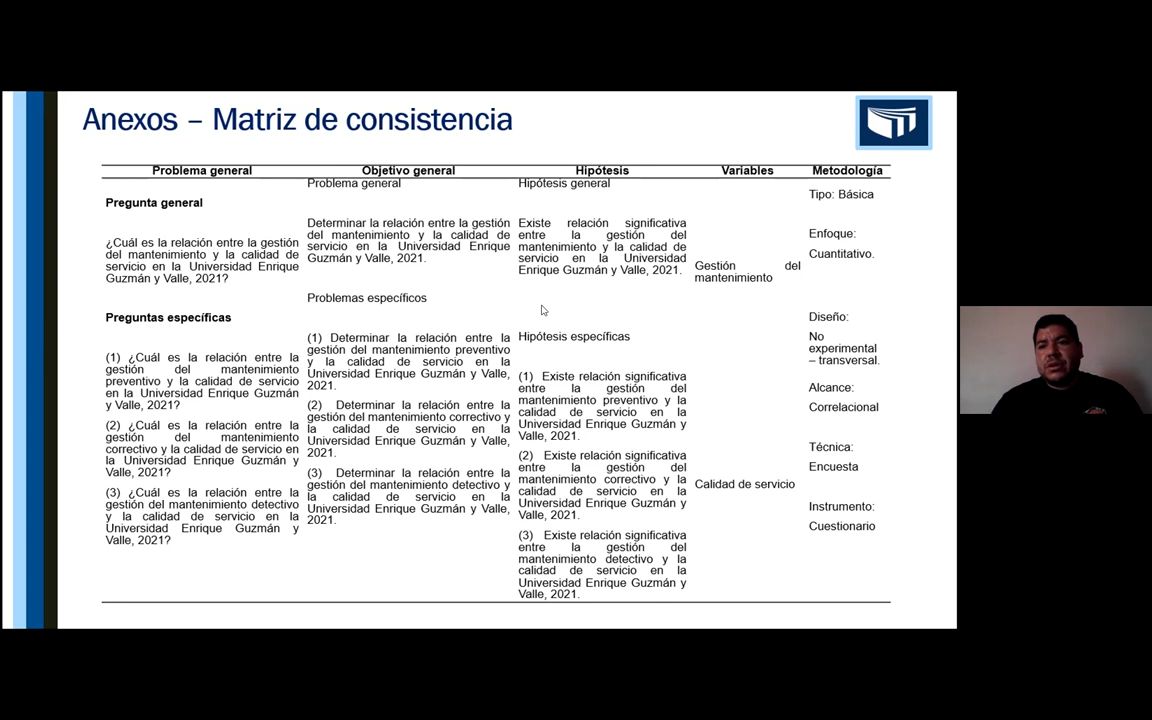 Anexos – Matriz de consistencia
Problema general
Pregunta general
¿Cuál es la relación entre la gestión
del mantenimiento y la calidad de
servicio en la Universidad Enrique
Guzmán y Valle, 2021?
Preguntas específicas
(1) ¿Cuál es la relación entre la
gestión del mantenimiento
preventivo y la calidad de servicio
en la Universidad Enrique Guzmán
y Valle, 2021?
(2) ¿Cuál es la relación entre la
gestión del mantenimiento
correctivo y la calidad de servicio en
la Universidad Enrique Guzmán y
Valle, 2021?
(3) ¿Cuál es la relación entre la
gestión del mantenimiento detectivo
y la calidad de servicio en la
Universidad Enrique Guzmán y
Valle, 2021?
Objetivo general
Problema general
Determinar la relación entre la gestión
del mantenimiento y la calidad de
servicio en la Universidad Enrique
Guzmán y Valle, 2021.
Problemas específicos
(1) Determinar la relación entre la
gestión del mantenimiento preventivo
y la calidad de servicio en la
Universidad Enrique Guzmán y Valle,
2021.
(2) Determinar la relación entre la
gestión del mantenimiento correctivo y
la calidad de servicio en la
Universidad Enrique Guzmán y Valle,
2021.
(3) Determinar la relación entre la
gestión del mantenimiento detectivo y
la calidad de servicio en la
Universidad Enrique Guzmán y Valle,
2021.
Hipótesis
Hipótesis general
Existe relación significativa
entre la gestión del
mantenimiento y la calidad de
servicio en la Universidad
Enrique Guzmán y Valle, 2021.
Hipótesis específicas
(1) Existe relación significativa
entre la gestión del
mantenimiento preventivo y la
calidad de servicio en la
Universidad Enrique Guzmán y
Valle, 2021.
(2) Existe relación significativa
entre la gestión del
mantenimiento correctivo y la
calidad de servicio en la
Universidad Enrique Guzmán y
Valle, 2021.
(3) Existe relación significativa
entre la gestión del
mantenimiento detectivo y la
calidad de servicio en la
Universidad Enrique Guzmán y
Valle, 2021.
Variables
Gestión del
mantenimiento
Calidad de servicio
Metodología
Tipo: Básica
Enfoque:
Cuantitativo.
Diseño:
No
experimental
– transversal.
Alcance:
Correlacional
Técnica:
Encuesta
Instrumento:
Cuestionario